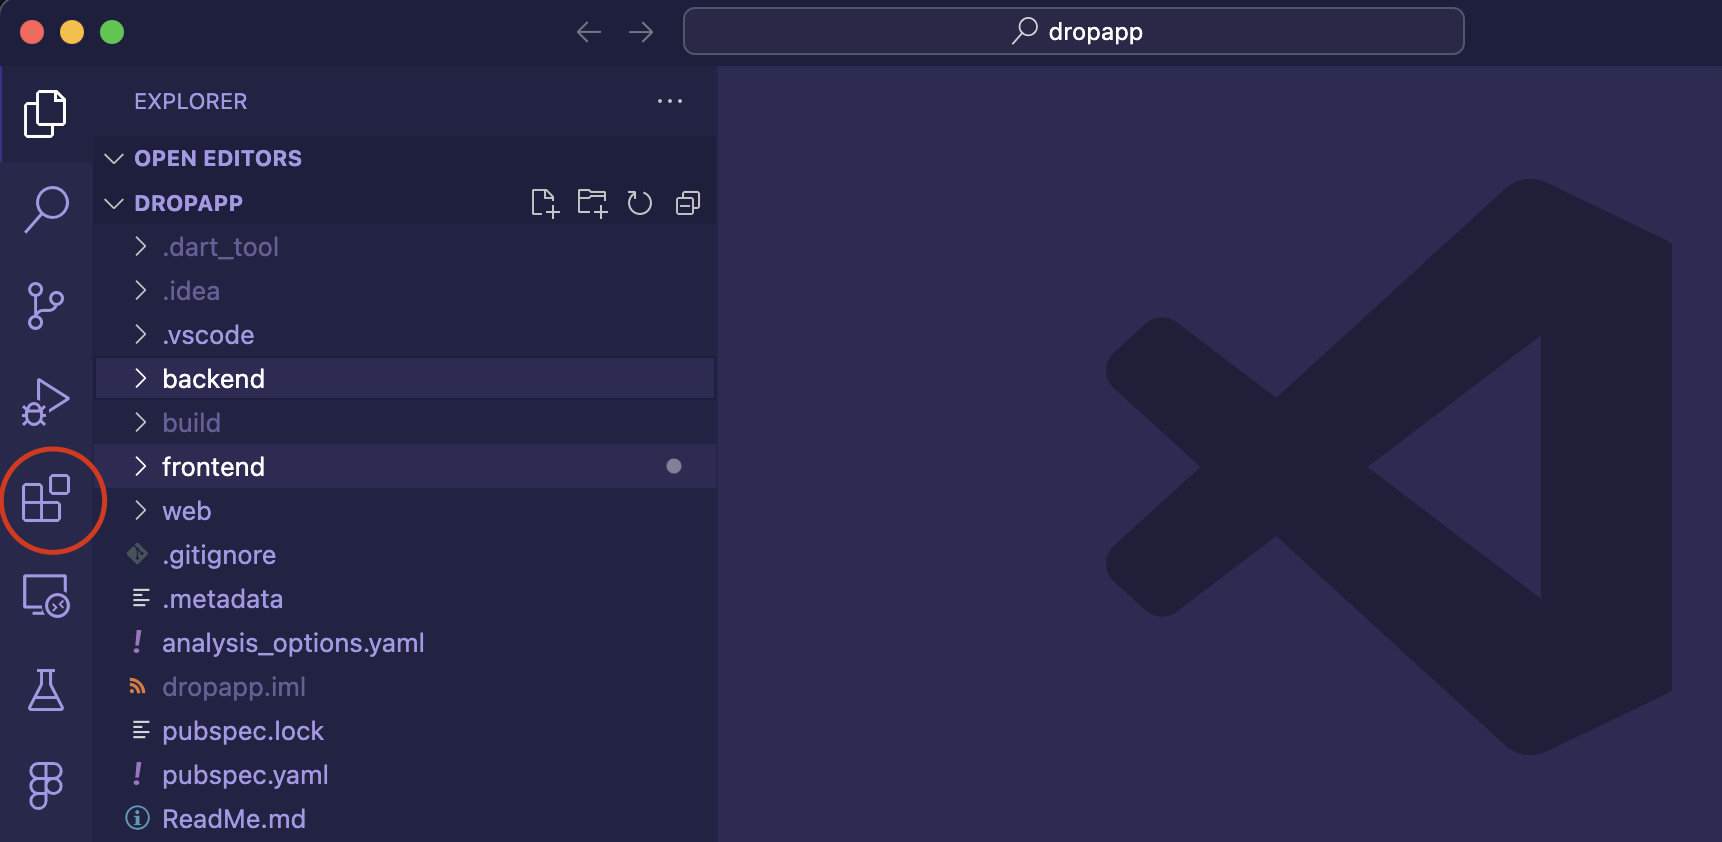 dropapp
EXPLORER
OPEN EDITORS
DROPAPP
.dart_tool
.idea
.vscode
backend
build
frontend
web
.gitignore
.metadata
analysis_options.yaml
dropapp.iml
pubspec.lock
pubspec.yaml
ReadMe.md